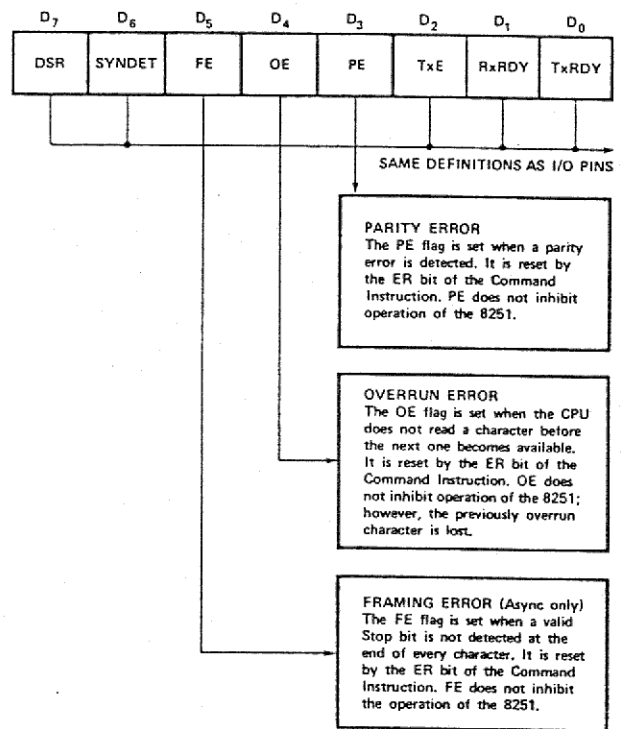 D7 D6 D5 D4 D3 D2 D1 D0
DSR SYNDET FE OE PE TxE RxRDY TxRDY
SAME DEFINITIONS AS I/O PINS
PARITY ERROR
The PE flag is set when a parity
error is detected. It is reset by
the ER bit of the Command
Instruction. PE does not inhibit
operation of the 8251.
OVERRUN ERROR
The OE flag is set when the CPU
does not read a character before
the next one becomes available.
It is reset by the ER bit of the
Command Instruction. OE does
not inhibit operation of the 8251;
however, the previously overrun
character is lost.
FRAMING ERROR (Async only)
The FE flag is set when a valid
Stop bit is not detected at the
end of every character. It is reset
by the ER bit of the Command
Instruction. FE does not inhibit
the operation of the 8251.